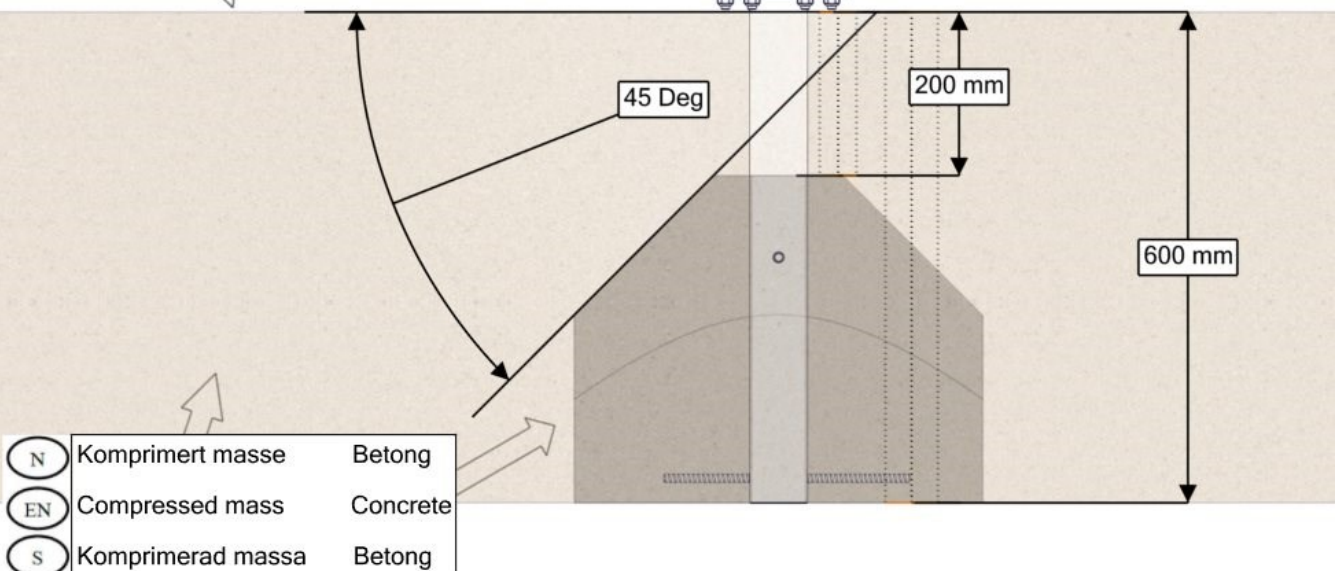 45 Deg
200 mm
600 mm
N Komprimert masse Betong
EN Compressed mass Concrete
S Komprimerad massa Betong